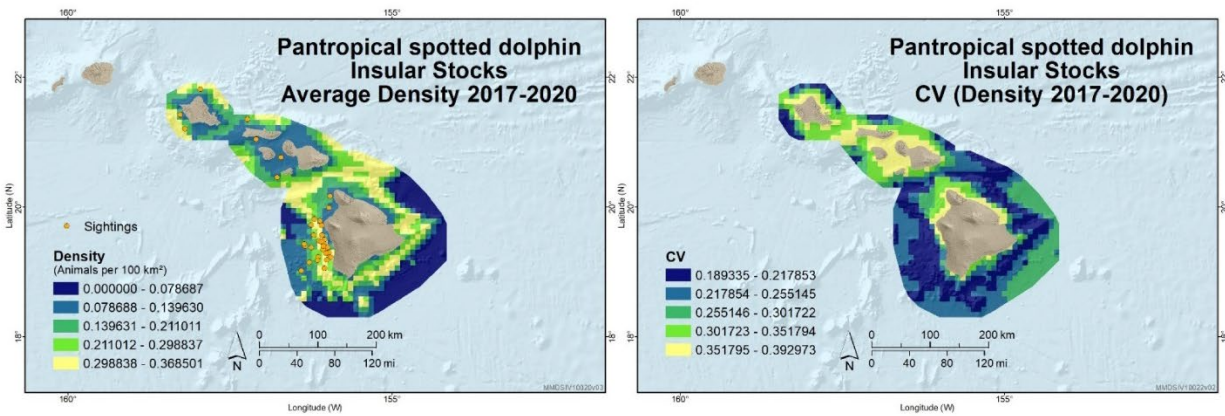 160°
155°
Pantropical spotted dolphin
Insular Stocks
Average Density 2017-2020
22°
22°
Latitude (N)
20°
20°
Sightings
Density
(Animals per 100 km²)
0.000000 - 0.078687
0.078688 - 0.139630
0.139631 - 0.211011
0.211012 - 0.298837
0.298838 - 0.368501
18°
18°
N
0 100 200 km
0 40 80 120 mi
160°
155°
Longitude (W)
160°
155°
Pantropical spotted dolphin
Insular Stocks
CV (Density 2017-2020)
22°
22°
Latitude (N)
20°
20°
CV
0.189335 - 0.217853
0.217854 - 0.255145
0.255146 - 0.301722
0.301723 - 0.351794
0.351795 - 0.392973
18°
18°
N
0 100 200 km
0 40 80 120 mi
160°
155°
Longitude (W)